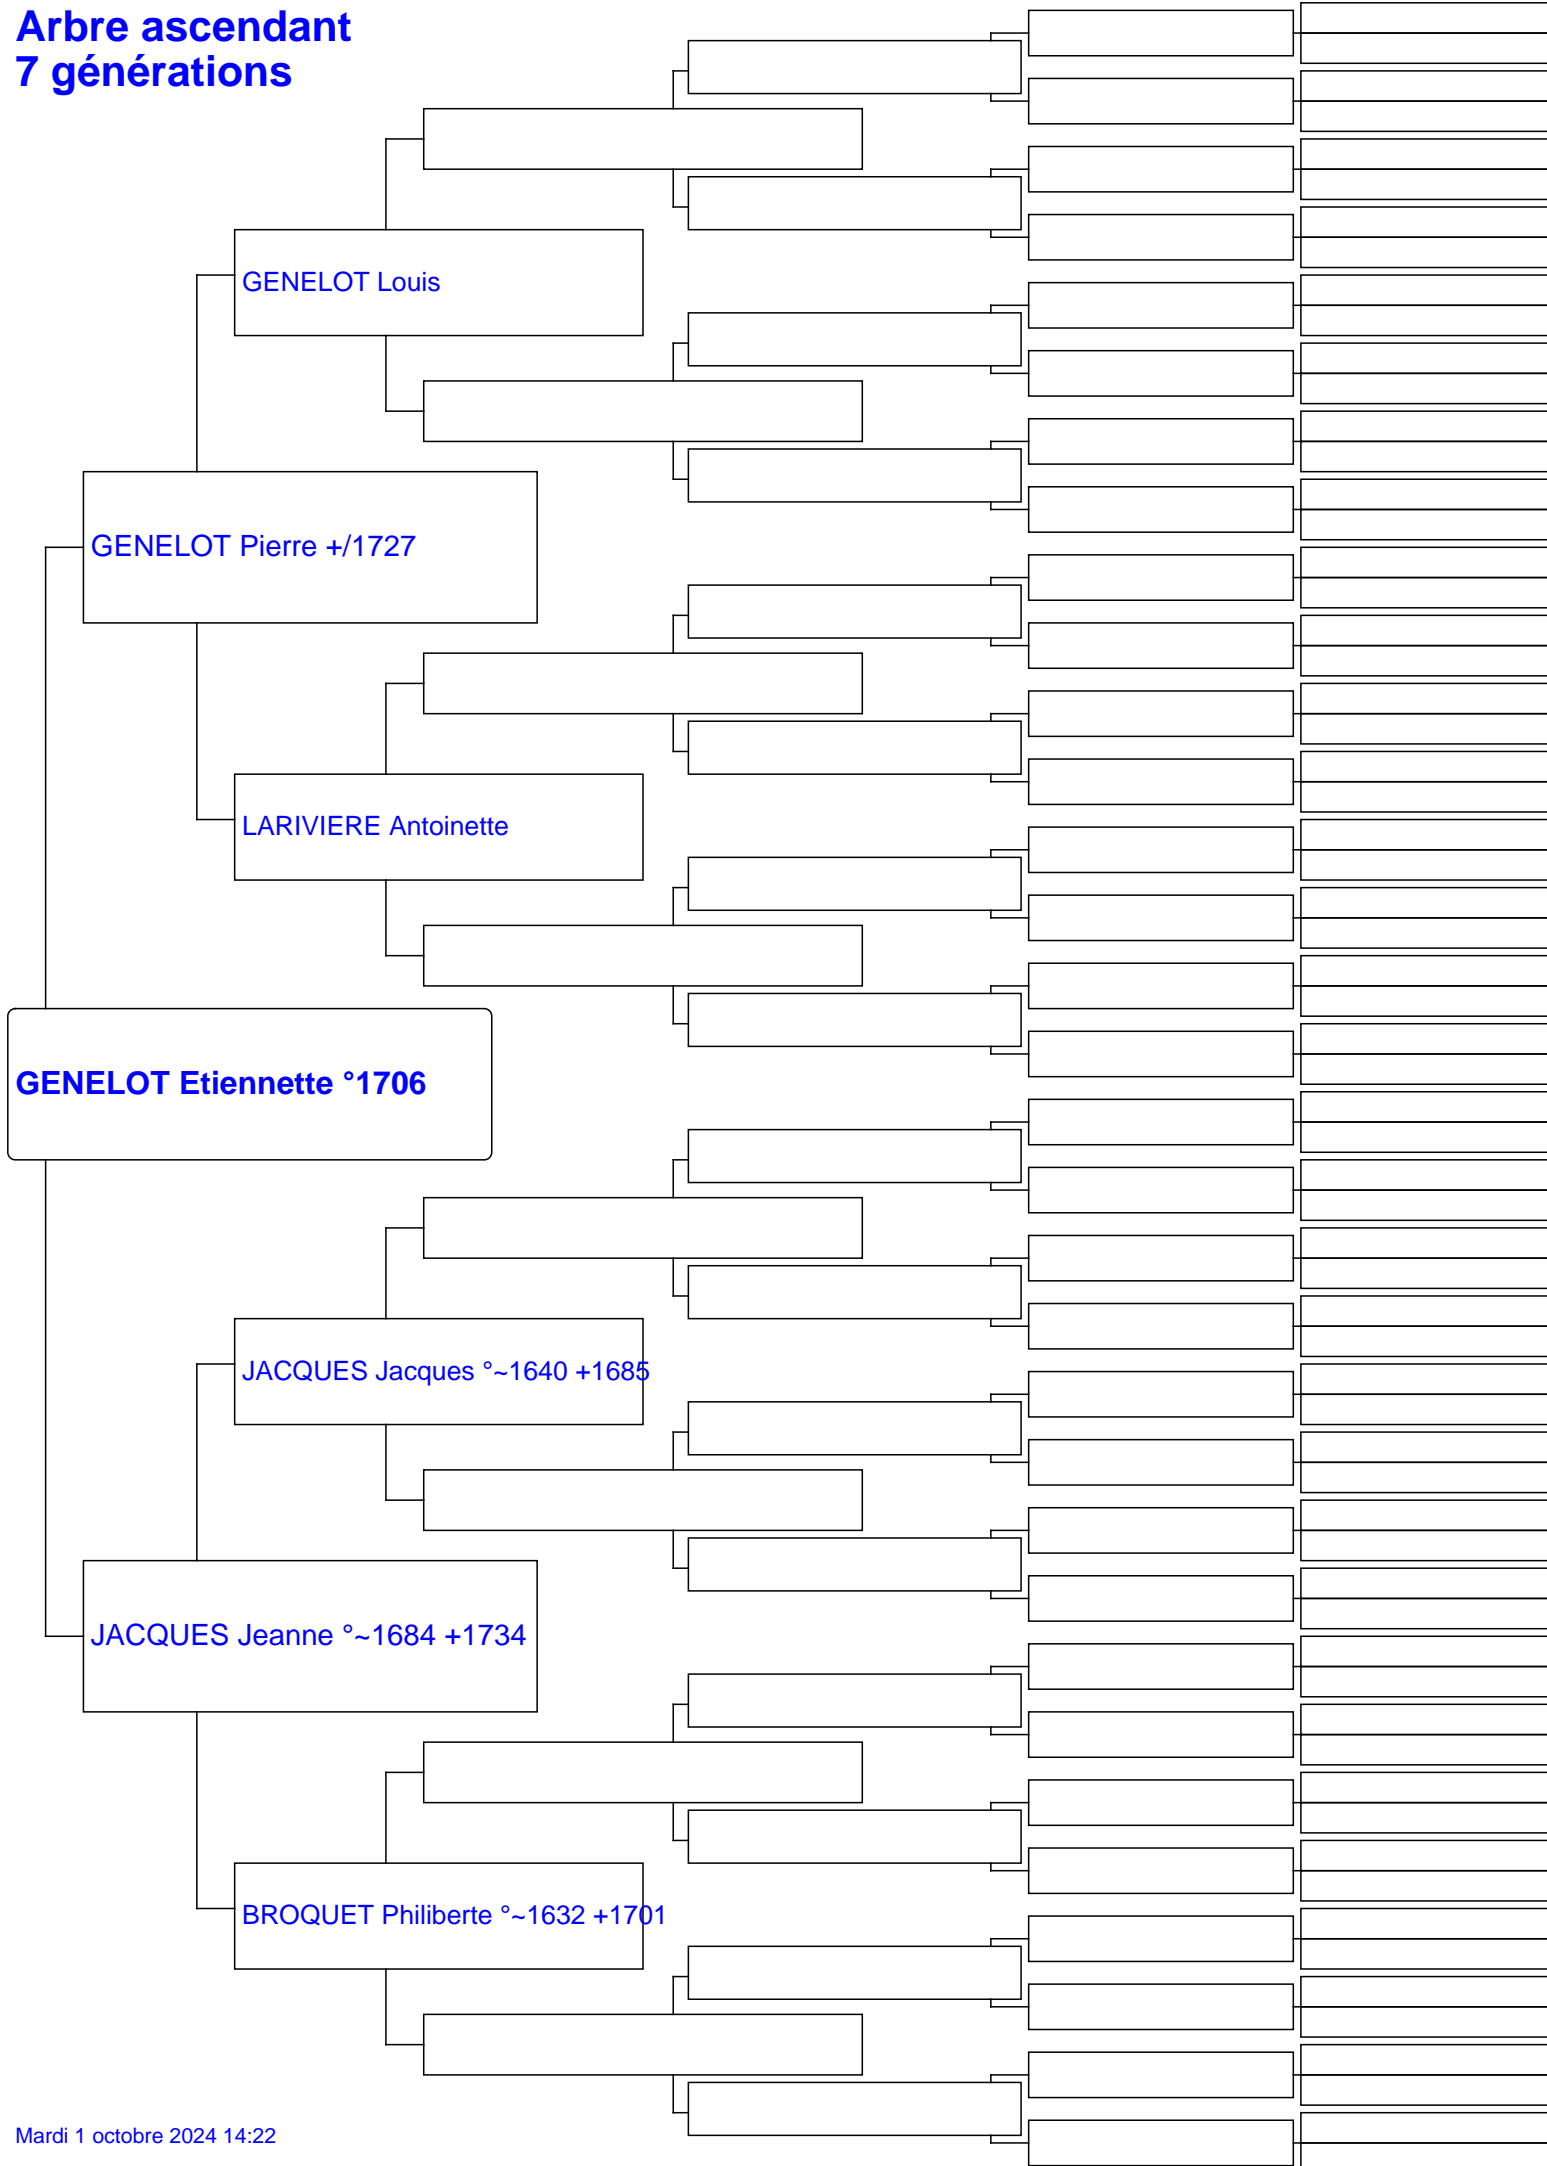 Arbre ascendant
7 générations
GENELOT Louis
GENELOT Pierre +/1727
LARIVIERE Antoinette
GENELOT Etiennette °1706
JACQUES Jacques °~1640 +1685
JACQUES Jeanne °~1684 +1734
BROQUET Philiberte °~1632 +1701
Mardi 1 octobre 2024 14:22